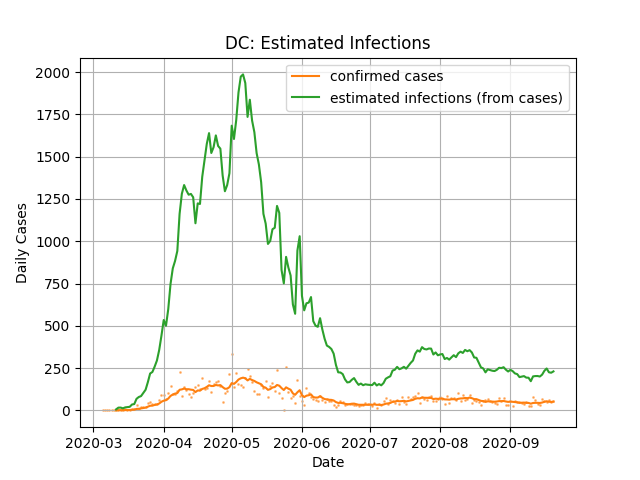 DC: Estimated Infections
confirmed cases
estimated infections (from cases)
Daily Cases
2000
1750
1500
1250
1000
750
500
250
0
2020-03 2020-04 2020-05 2020-06 2020-07 2020-08 2020-09
Date